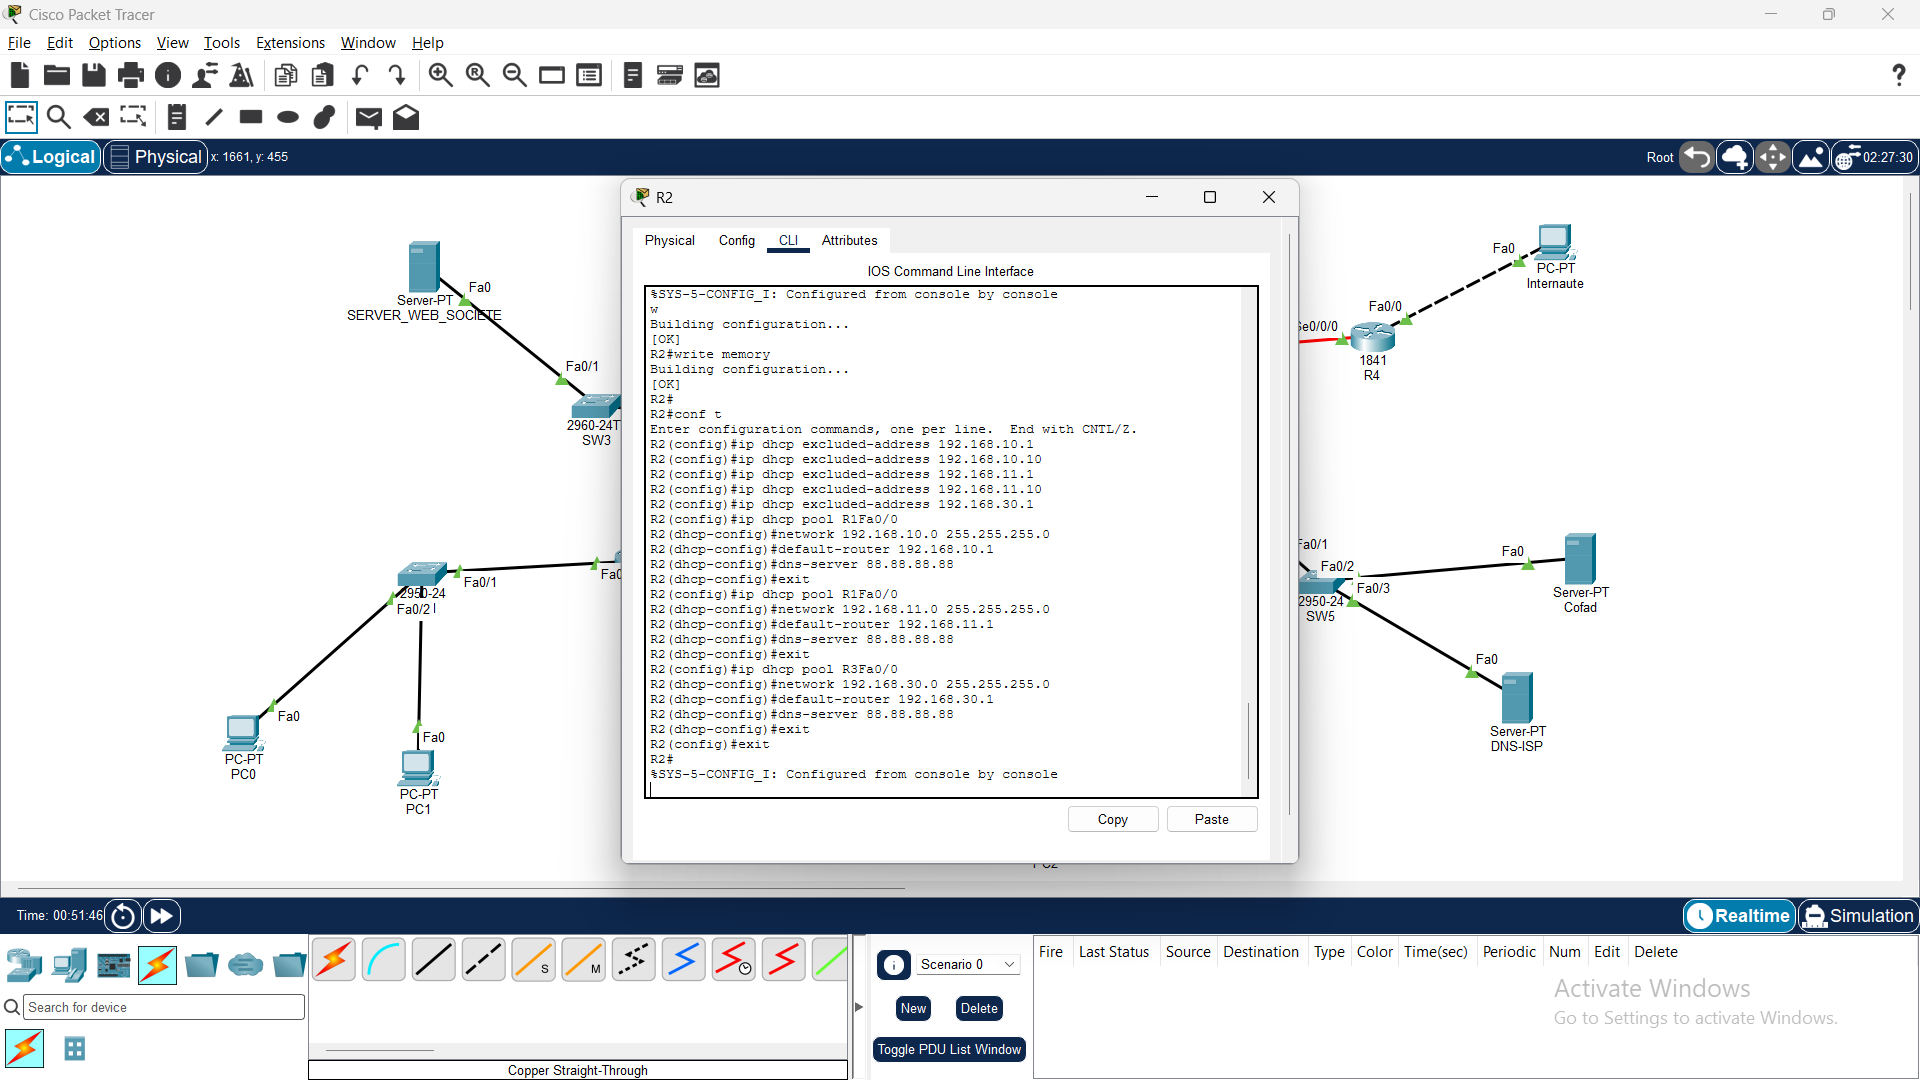 Cisco Packet Tracer
File Edit Options View Tools Extensions Window Help
Logical Physical x: 1661, y: 455
Root 02:27:30
R2
Physical Config CLI Attributes
IOS Command Line Interface
%SYS-5-CONFIG_I: Configured from console by console
w
Building configuration...
[OK]
R2#write memory
Building configuration...
[OK]
R2#
R2#conf t
Enter configuration commands, one per line.  End with CNTL/Z.
R2(config)#ip dhcp excluded-address 192.168.10.1
R2(config)#ip dhcp excluded-address 192.168.10.10
R2(config)#ip dhcp excluded-address 192.168.11.1
R2(config)#ip dhcp excluded-address 192.168.11.10
R2(config)#ip dhcp excluded-address 192.168.30.1
R2(config)#ip dhcp pool R1Fa0/0
R2(dhcp-config)#network 192.168.10.0 255.255.255.0
R2(dhcp-config)#default-router 192.168.10.1
R2(dhcp-config)#dns-server 88.88.88.88
R2(dhcp-config)#exit
R2(config)#ip dhcp pool R1Fa0/0
R2(dhcp-config)#network 192.168.11.0 255.255.255.0
R2(dhcp-config)#default-router 192.168.11.1
R2(dhcp-config)#dns-server 88.88.88.88
R2(dhcp-config)#exit
R2(config)#ip dhcp pool R3Fa0/0
R2(dhcp-config)#network 192.168.30.0 255.255.255.0
R2(dhcp-config)#default-router 192.168.30.1
R2(dhcp-config)#dns-server 88.88.88.88
R2(dhcp-config)#exit
R2(config)#exit
R2#
%SYS-5-CONFIG_I: Configured from console by console
Copy Paste
Fa0
Server-PT
SERVER_WEB_SOCIETE
Fa0/1
2960-24T
SW3
2950-24
Fa0/2
Fa0/1
Fa0
PC-PT
PC0
Fa0
PC-PT
PC1
Fa0
PC-PT
Internaute
Fa0/0
Se0/0/0
1841
R4
Fa0/1
Fa0/2
Fa0/3
2950-24
SW5
Fa0
Server-PT
Cofad
Fa0
Server-PT
DNS-ISP
PC2
Time: 00:51:46
Realtime Simulation
Search for device
S
M
Copper Straight-Through
Scenario 0
New Delete
Toggle PDU List Window
Fire Last Status Source Destination Type Color Time(sec) Periodic Num Edit Delete
Activate Windows
Go to Settings to activate Windows.